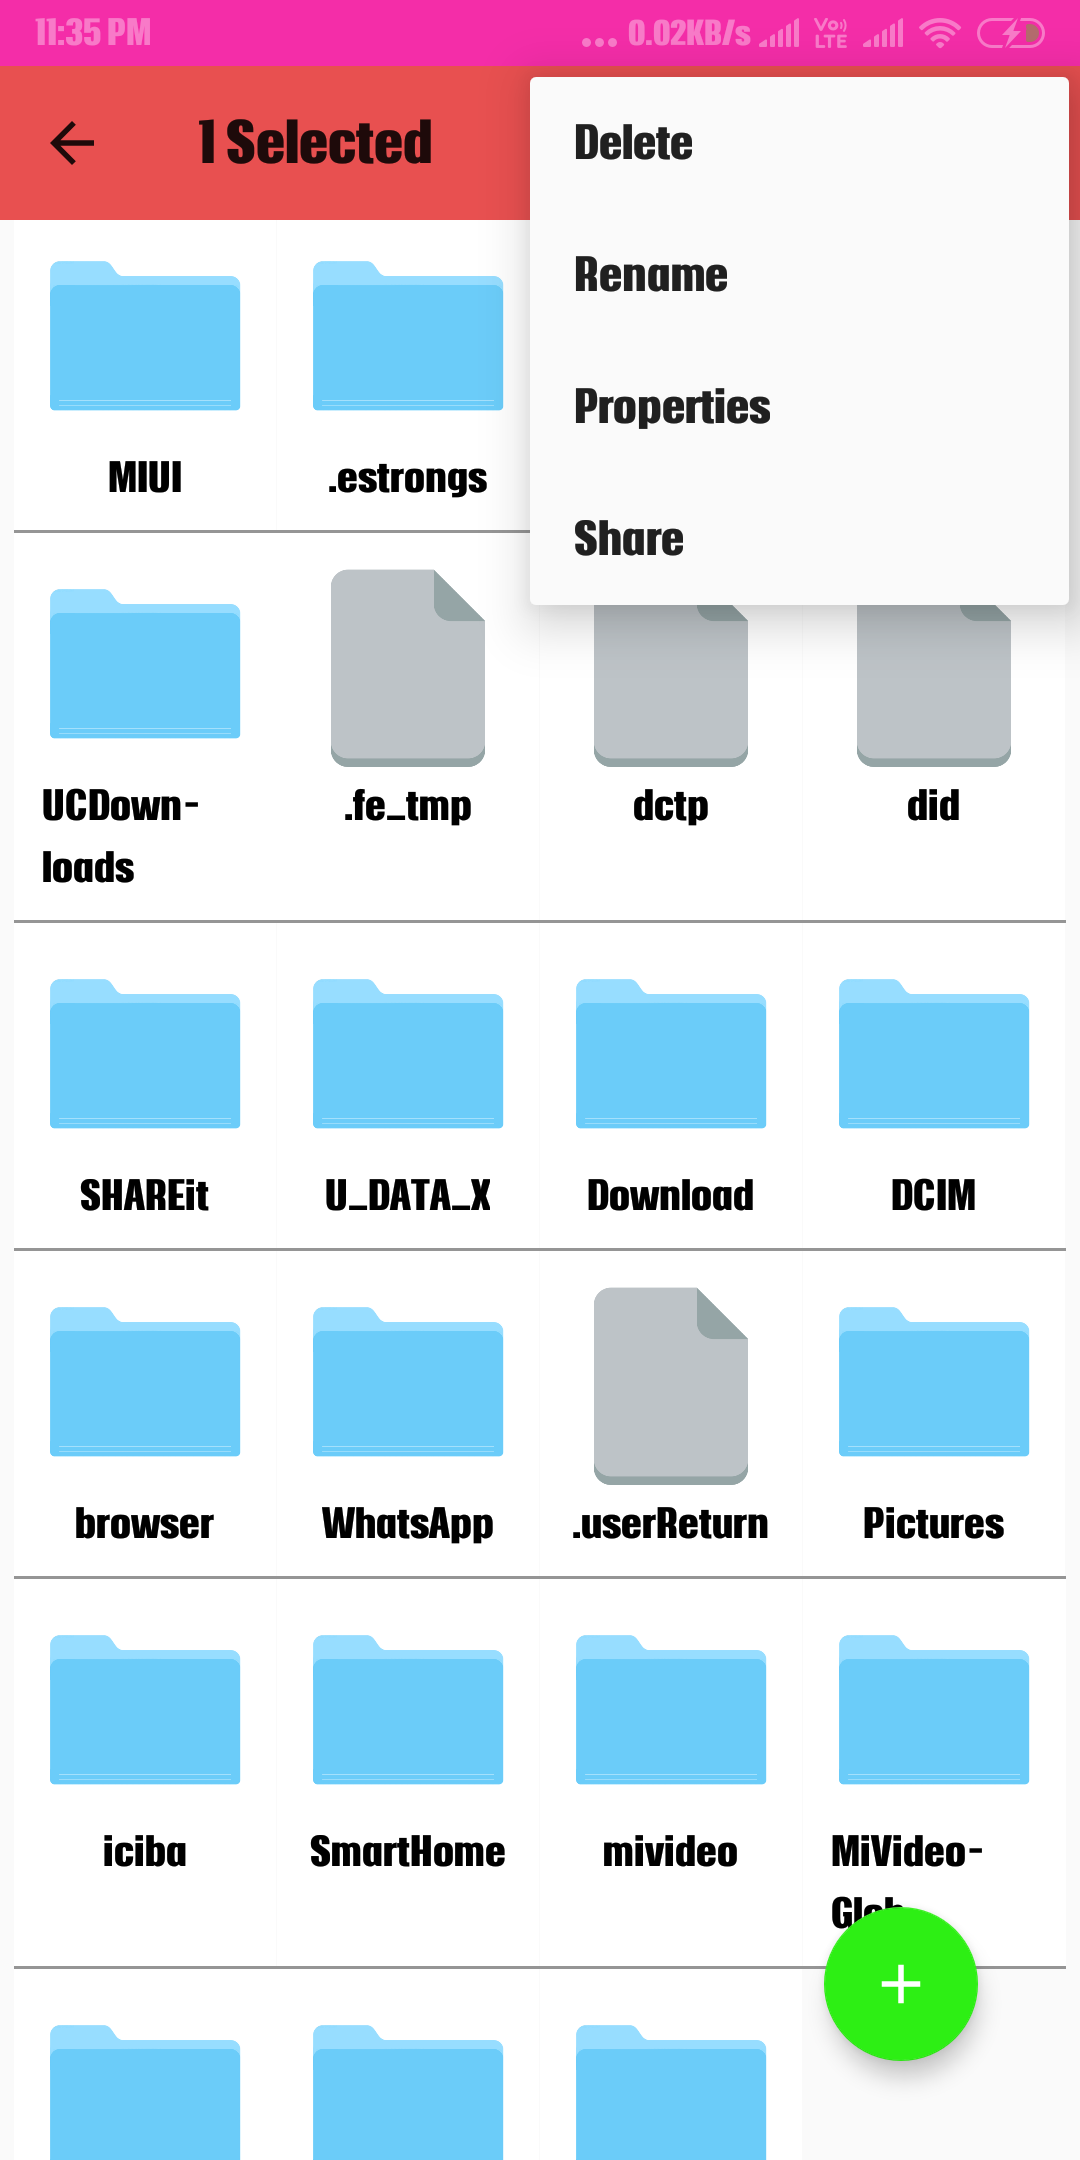 11:35 PM
... 0.02KB/s
Vo)) LTE
1 Selected
Delete
Rename
Properties
Share
MIUI
.estrongs
UCDown-
loads
.fe_tmp
dctp
did
SHAREit
U_DATA_X
Download
DCIM
browser
WhatsApp
.userReturn
Pictures
iciba
SmartHome
mivideo
MiVideo-